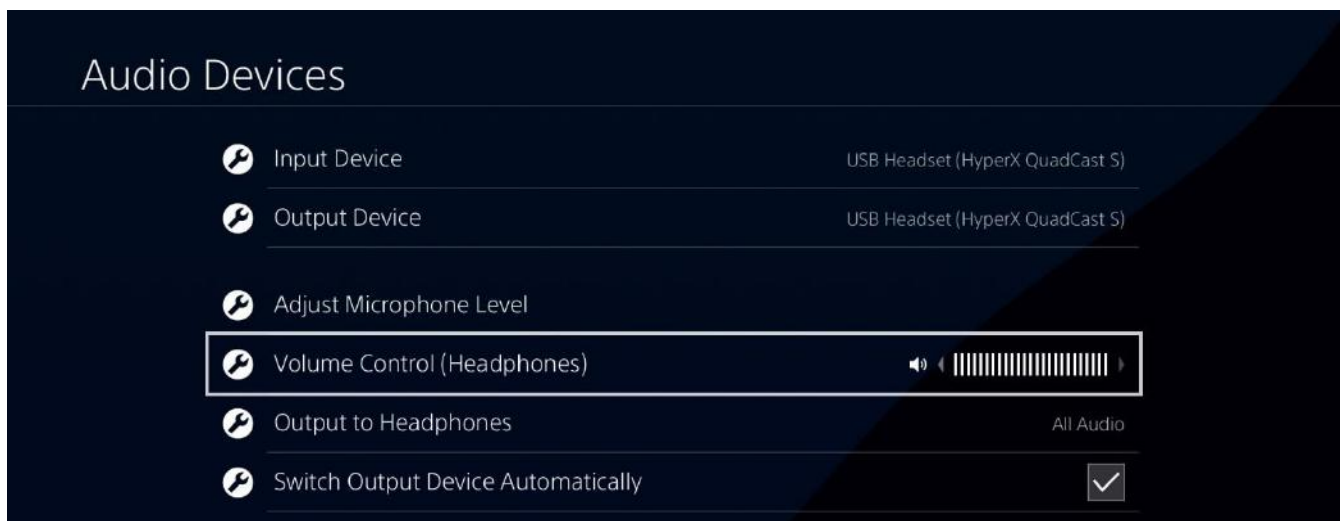 Audio Devices
Input Device USB Headset (HyperX QuadCast S)
Output Device USB Headset (HyperX QuadCast S)
Adjust Microphone Level
Volume Control (Headphones)
Output to Headphones All Audio
Switch Output Device Automatically